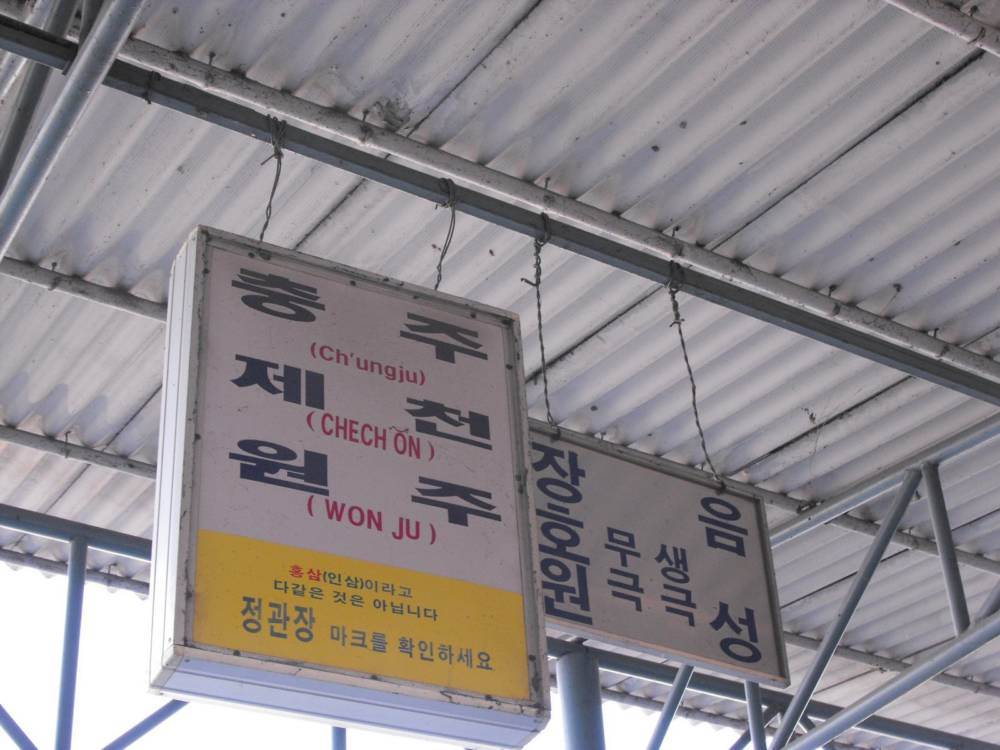 충 주
(Ch'ungju)
제 천
(CHECH ŎN)
원 주
(WON JU)
홍삼(인삼)이라고
다같은 것은 아닙니다
정관장 마크를 확인하세요
장호원
무극
생극
음성